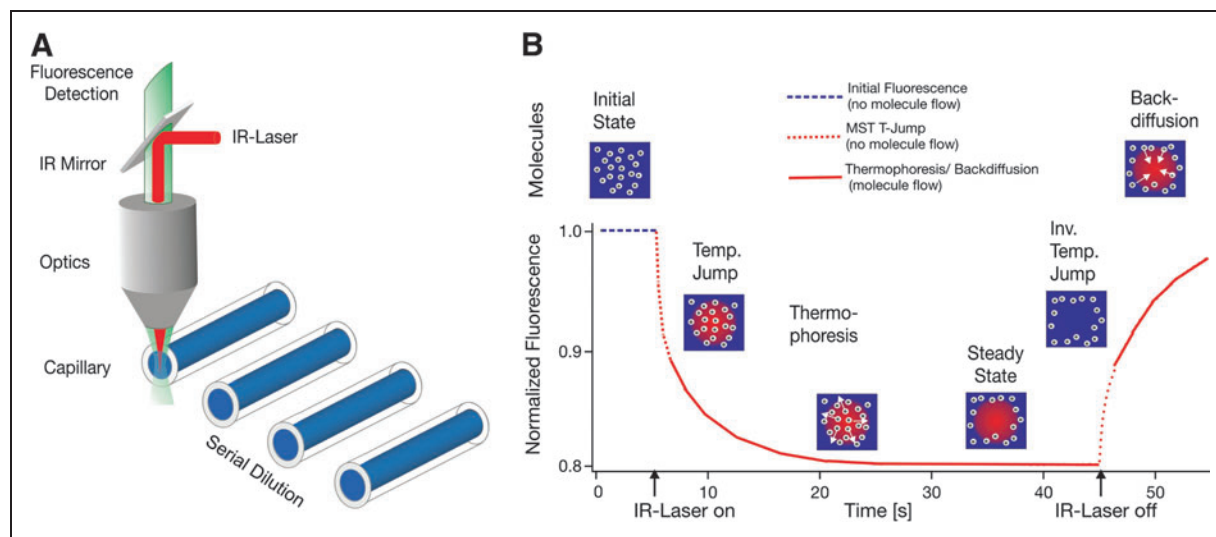 A
Fluorescence
Detection
IR-Laser
IR Mirror
Optics
Capillary
Serial Dilution
B
Molecules
Initial
State
Initial Fluorescence
(no molecule flow)
MST T-Jump
(no molecule flow)
Thermophoresis/ Backdiffusion
(molecule flow)
Back-
diffusion
Normalized Fluorescence
1.0
0.9
0.8
Temp.
Jump
Thermo-
phoresis
Steady
State
Inv.
Temp.
Jump
0
10
20
30
40
50
IR-Laser on
Time [s]
IR-Laser off